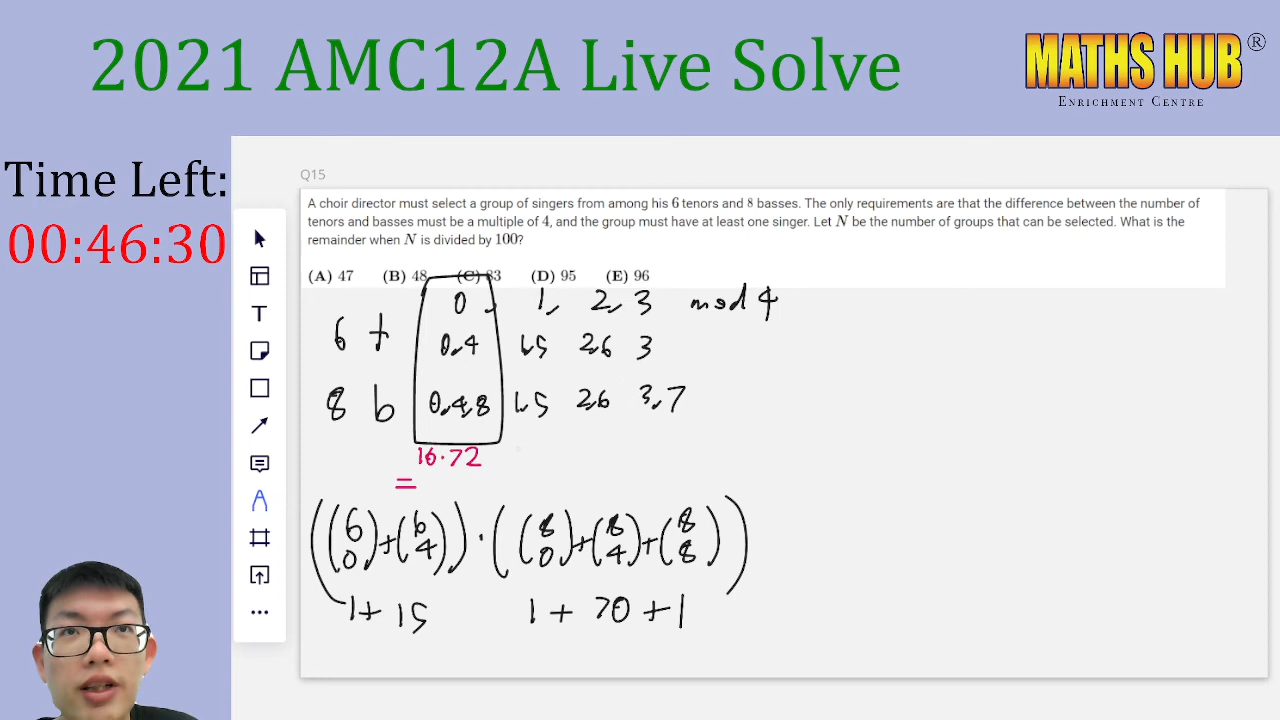 2021 AMC12A Live Solve
MATHS HUB®
ENRICHMENT CENTRE
Time Left:
00:46:30
Q15
A choir director must select a group of singers from among his 6 tenors and 8 basses. The only requirements are that the difference between the number of
tenors and basses must be a multiple of 4, and the group must have at least one singer. Let N be the number of groups that can be selected. What is the
remainder when N is divided by 100?
(A) 47 (B) 48 (C) 83 (D) 95 (E) 96
0, 1, 2, 3 mod 4
6 t 0,4 1,5 2,6 3
8 b 0,4,8 1,5 2,6 3,7
16·72
=
((6 0)+(6 4))·((8 0)+(8 4)+(8 8))
1+15 1+70+1
T
A